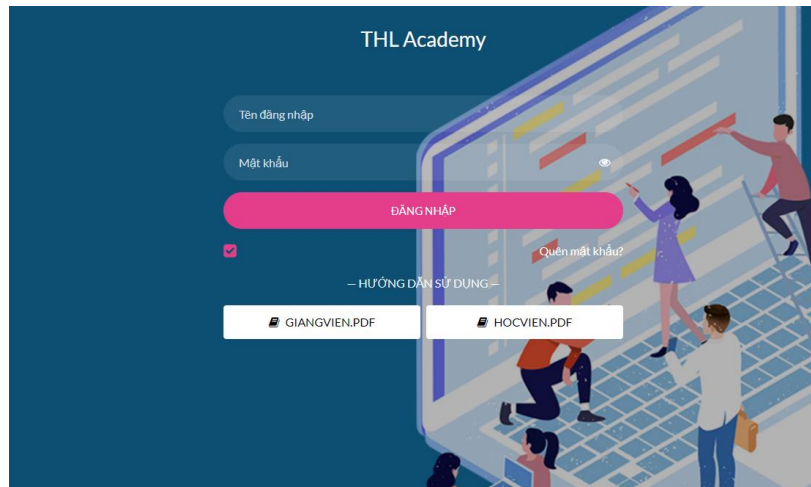 THL Academy
Tên đăng nhập
Mật khẩu
ĐĂNG NHẬP
Quên mật khẩu?
— HƯỚNG DẪN SỬ DỤNG —
GIANGVIEN.PDF
HOCVIEN.PDF